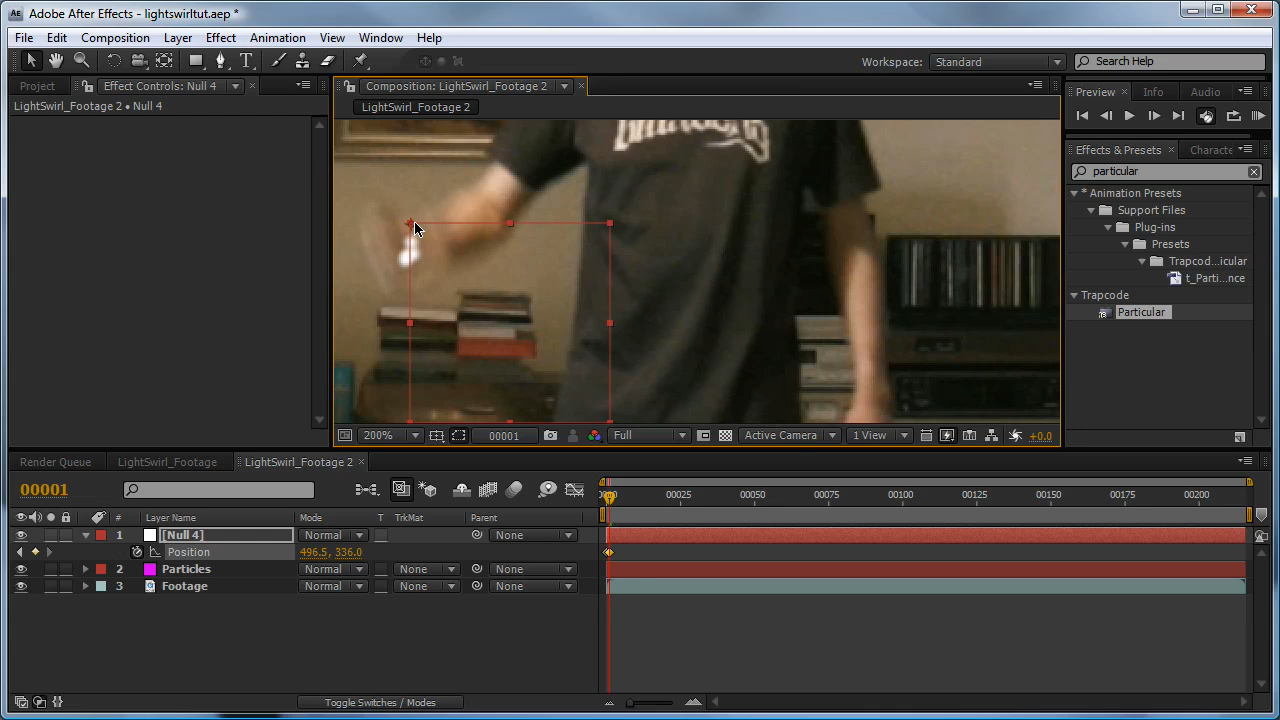 Adobe After Effects - lightswirltut.aep *
File Edit Composition Layer Effect Animation View Window Help
Workspace: Standard Search Help
Project Effect Controls: Null 4 Composition: LightSwirl_Footage 2 Preview Info Audio
LightSwirl_Footage 2 • Null 4 LightSwirl_Footage 2
Effects & Presets Characte
particular
* Animation Presets
Support Files
Plug-ins
Presets
Trapcod...icular
t_Parti...nce
Trapcode
Particular
200% 00001 Full Active Camera 1 View +0.0
Render Queue LightSwirl_Footage LightSwirl_Footage 2
00001
00025 00050 00075 00100 00125 00150 00175 00200
# Layer Name Mode T TrkMat Parent
1 [Null 4] Normal None
Position 496.5, 336.0
2 Particles Normal None None
3 Footage Normal None None
Toggle Switches / Modes